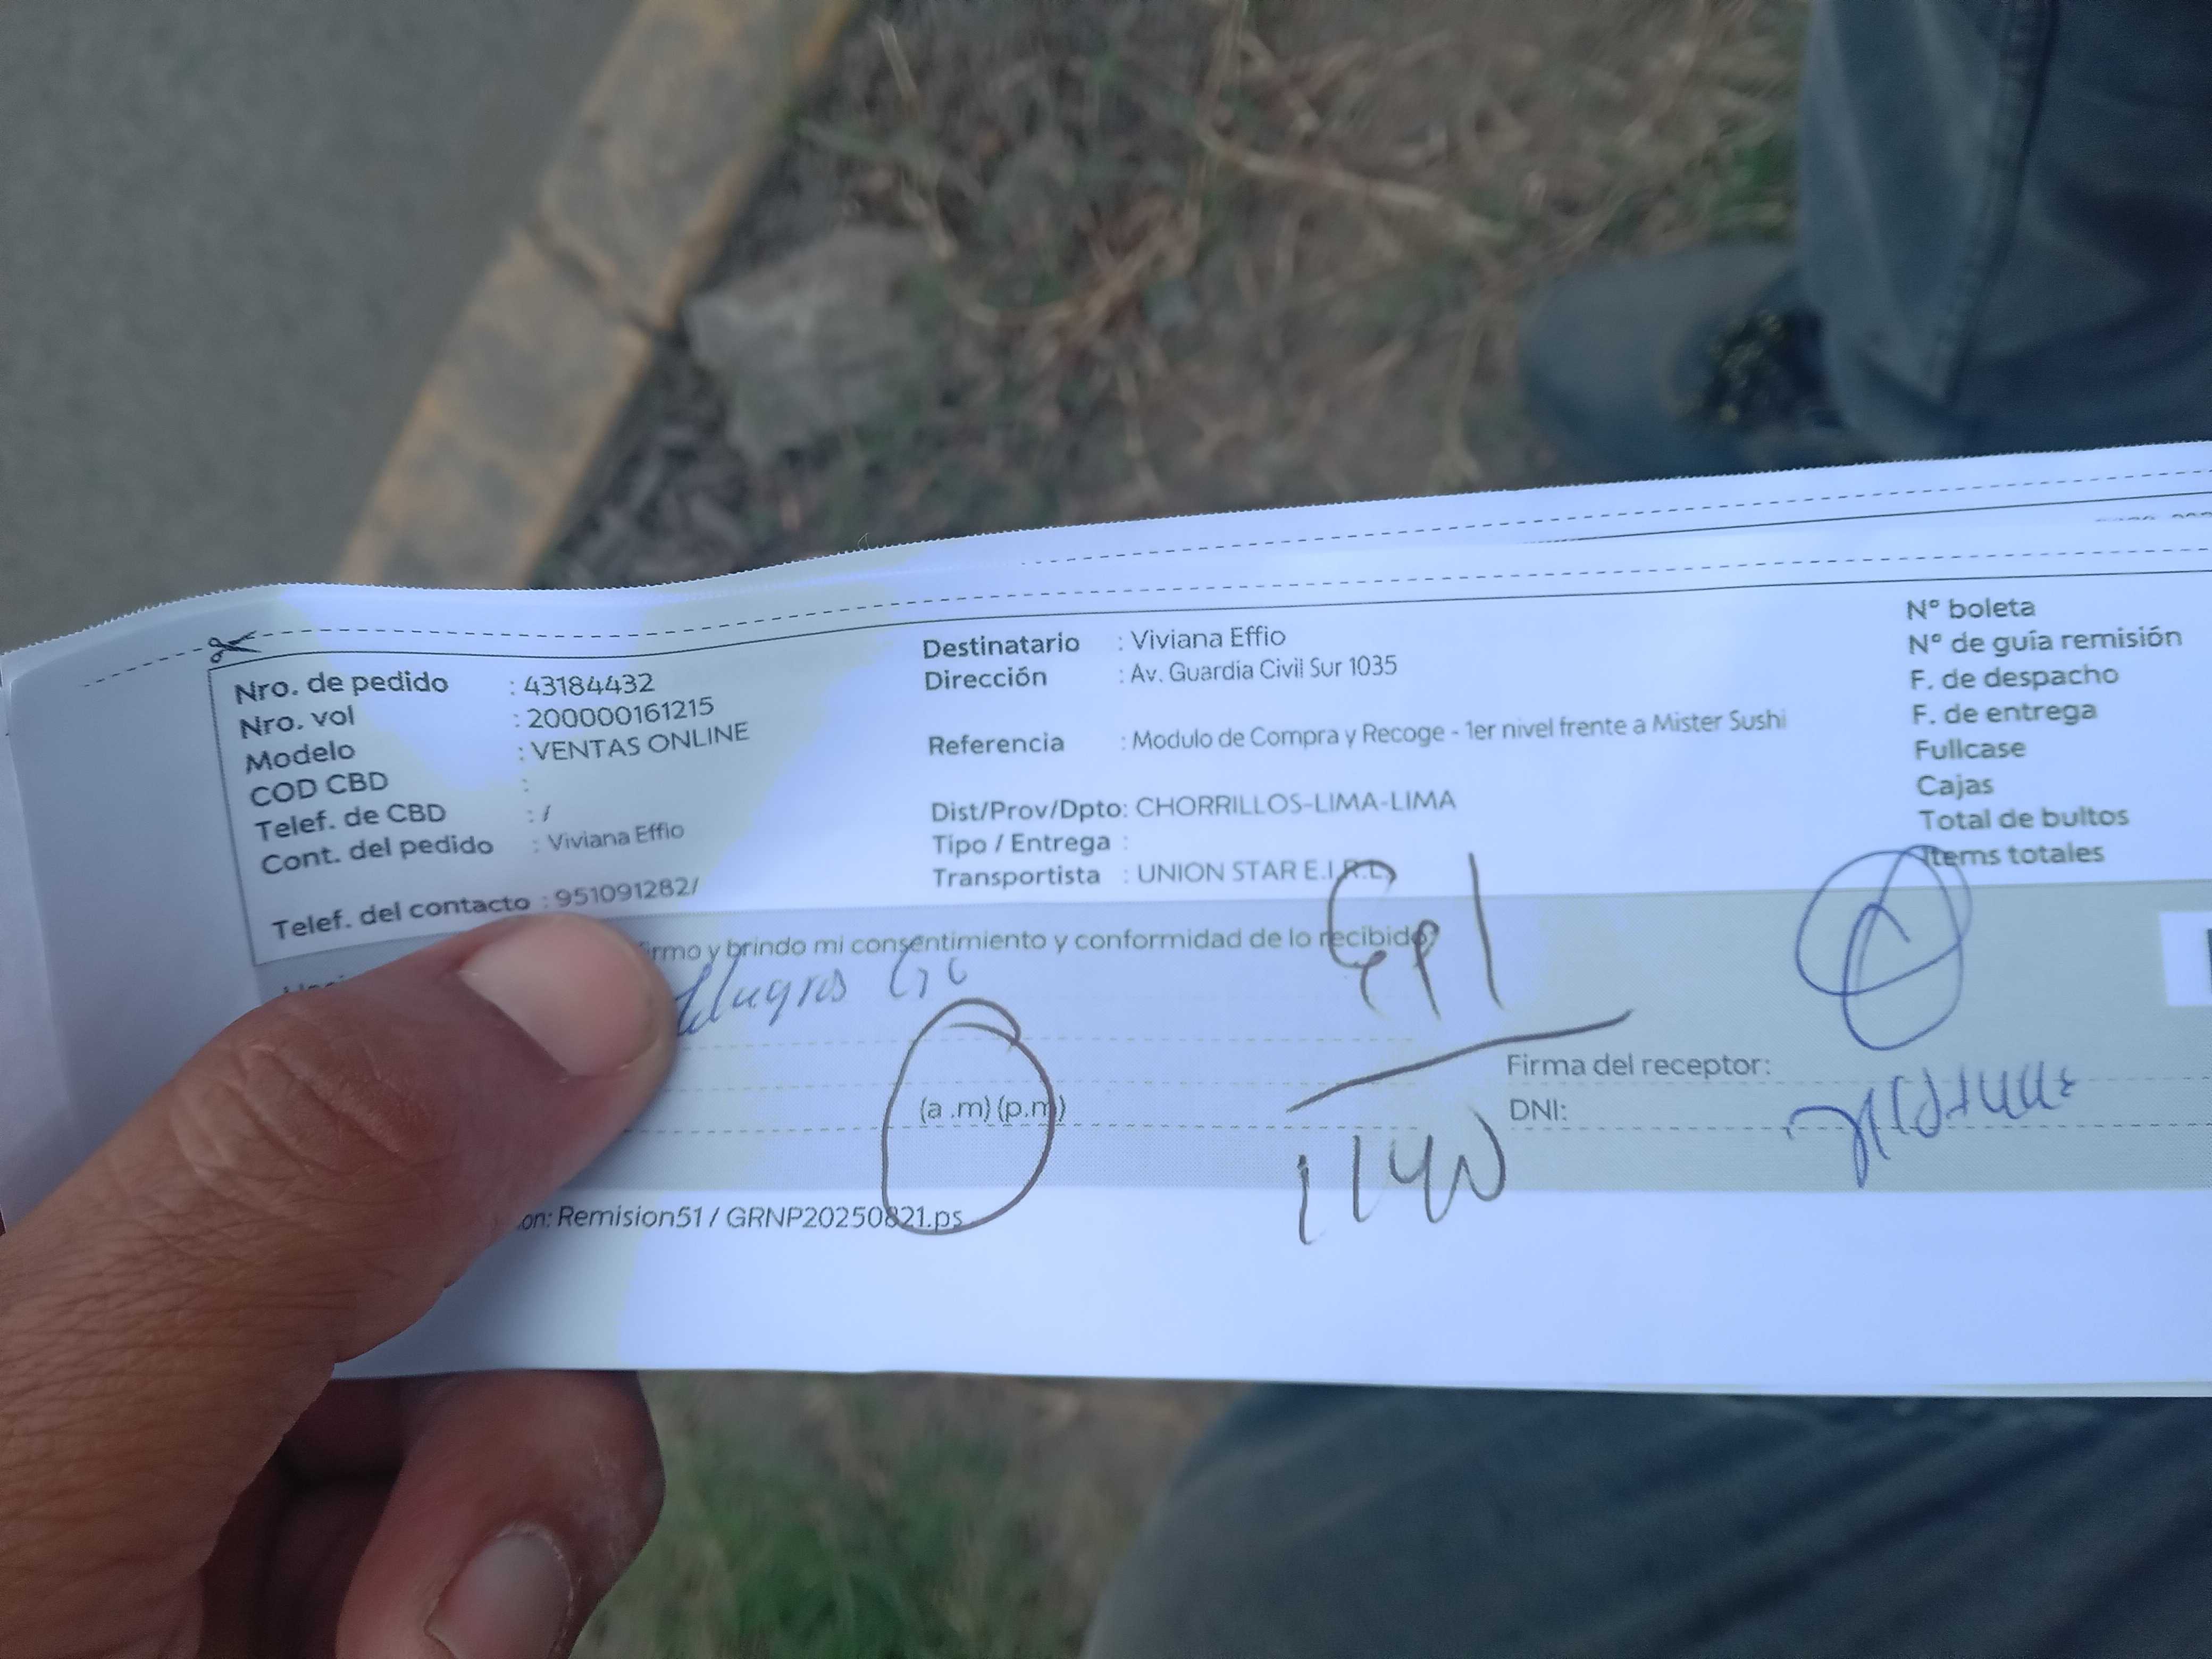 Nro. de pedido : 43184432
Nro. vol : 200000161215
Modelo : VENTAS ONLINE
COD CBD :
Telef. de CBD : /
Cont. del pedido : Viviana Effio
Telef. del contacto : 951091282/
Destinatario : Viviana Effio
Dirección : Av. Guardia Civil Sur 1035
Referencia : Modulo de Compra y Recoge - 1er nivel frente a Mister Sushi
Dist/Prov/Dpto: CHORRILLOS-LIMA-LIMA
Tipo / Entrega :
Transportista : UNION STAR E.I.R.L
N° boleta
N° de guía remisión
F. de despacho
F. de entrega
Fullcase
Cajas
Total de bultos
Items totales
y brindo mi consentimiento y conformidad de lo recibido
(a .m) (p.m)
Firma del receptor:
DNI:
Remision51 / GRNP20250821.ps